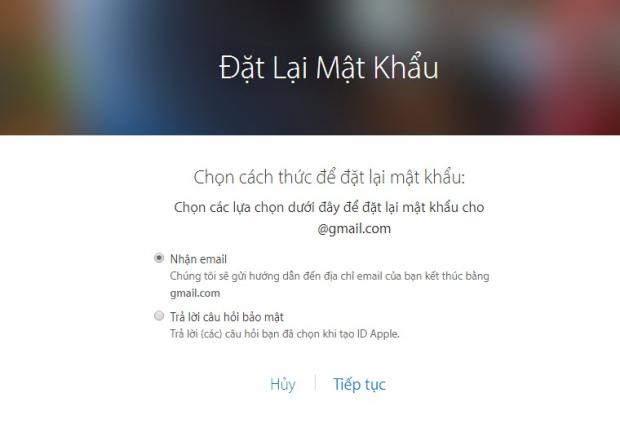 Đặt Lại Mật Khẩu
Chọn cách thức để đặt lại mật khẩu:
Chọn các lựa chọn dưới đây để đặt lại mật khẩu cho
@gmail.com
Nhận email
Chúng tôi sẽ gửi hướng dẫn đến địa chỉ email của bạn kết thúc bằng
gmail.com
Trả lời câu hỏi bảo mật
Trả lời (các) câu hỏi bạn đã chọn khi tạo ID Apple.
Hủy
Tiếp tục